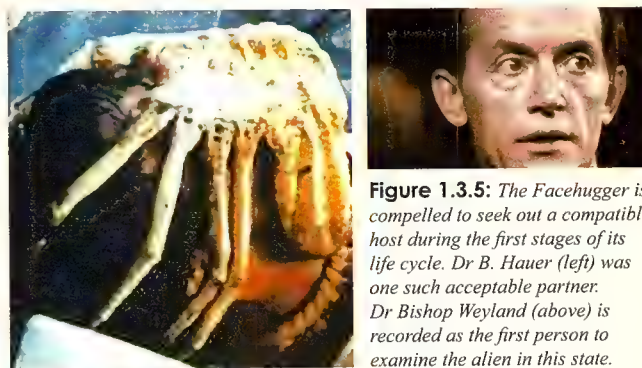 Figure 1.3.5: The Facehugger is
compelled to seek out a compatibl
host during the first stages of its
life cycle. Dr B. Hauer (left) was
one such acceptable partner.
Dr Bishop Weyland (above) is
recorded as the first person to
examine the alien in this state.